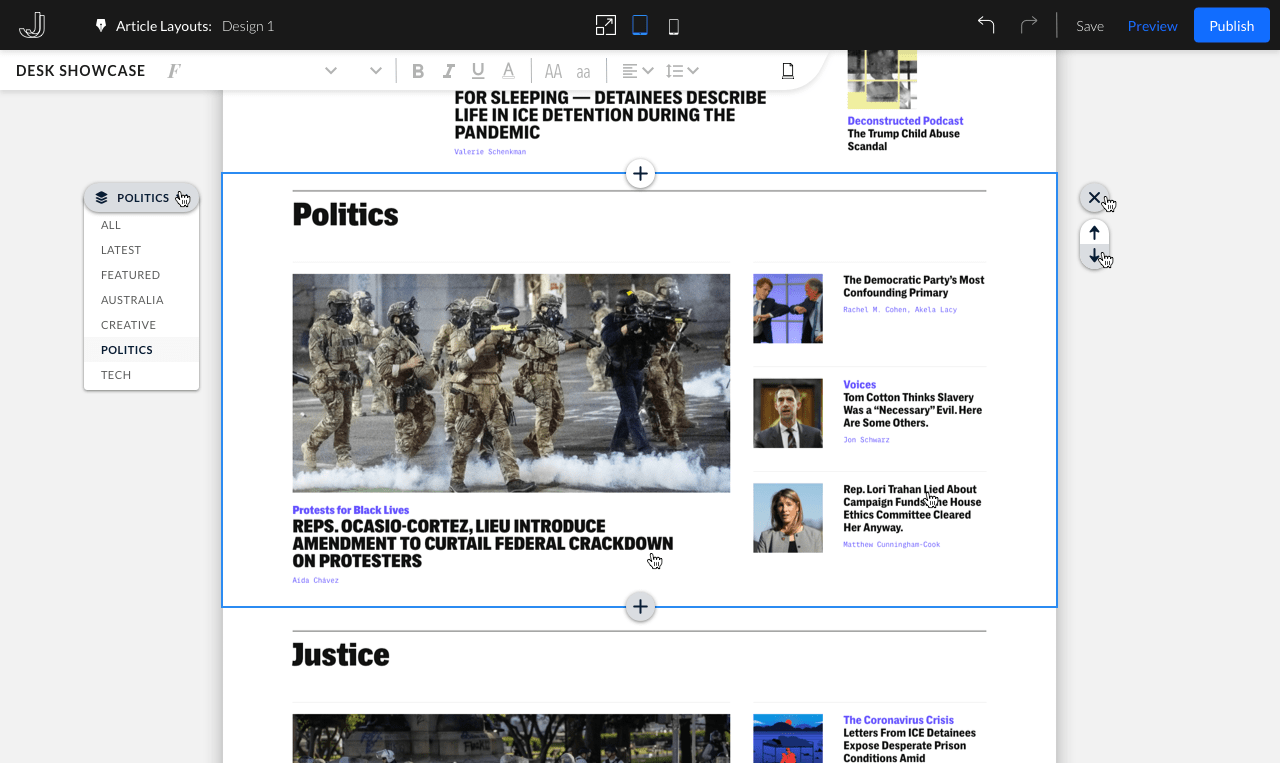 Article Layouts: Design 1
Save
Preview
Publish
DESK SHOWCASE
F
B I U A AA aa
FOR SLEEPING — DETAINEES DESCRIBE
LIFE IN ICE DETENTION DURING THE
PANDEMIC
Valerie Schenkman
Deconstructed Podcast
The Trump Child Abuse
Scandal
POLITICS
ALL
LATEST
FEATURED
AUSTRALIA
CREATIVE
POLITICS
TECH
Politics
Protests for Black Lives
REPS. OCASIO-CORTEZ, LIEU INTRODUCE
AMENDMENT TO CURTAIL FEDERAL CRACKDOWN
ON PROTESTERS
Aída Chávez
The Democratic Party’s Most
Confounding Primary
Rachel M. Cohen, Akela Lacy
Voices
Tom Cotton Thinks Slavery
Was a “Necessary” Evil. Here
Are Some Others.
Jon Schwarz
Rep. Lori Trahan Lied About
Campaign Funds. The House
Ethics Committee Cleared
Her Anyway.
Matthew Cunningham-Cook
Justice
The Coronavirus Crisis
Letters From ICE Detainees
Expose Desperate Prison
Conditions Amid